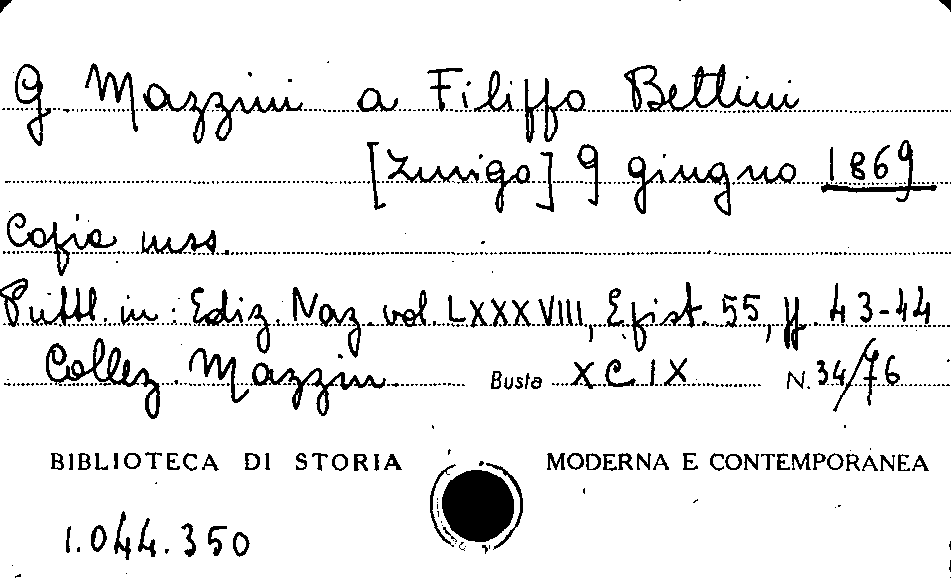 G. Mazzini a Filippo Bettini
[Zurigo] 9 giugno 1869
Copia mss.
Pubbl. in: Ediz. Naz. vol. LXXXVIII, Epist. 55, pp. 43-44
Collez. Mazzin. Busta XCIX N. 34/76
BIBLIOTECA DI STORIA MODERNA E CONTEMPORANEA
1.044.350